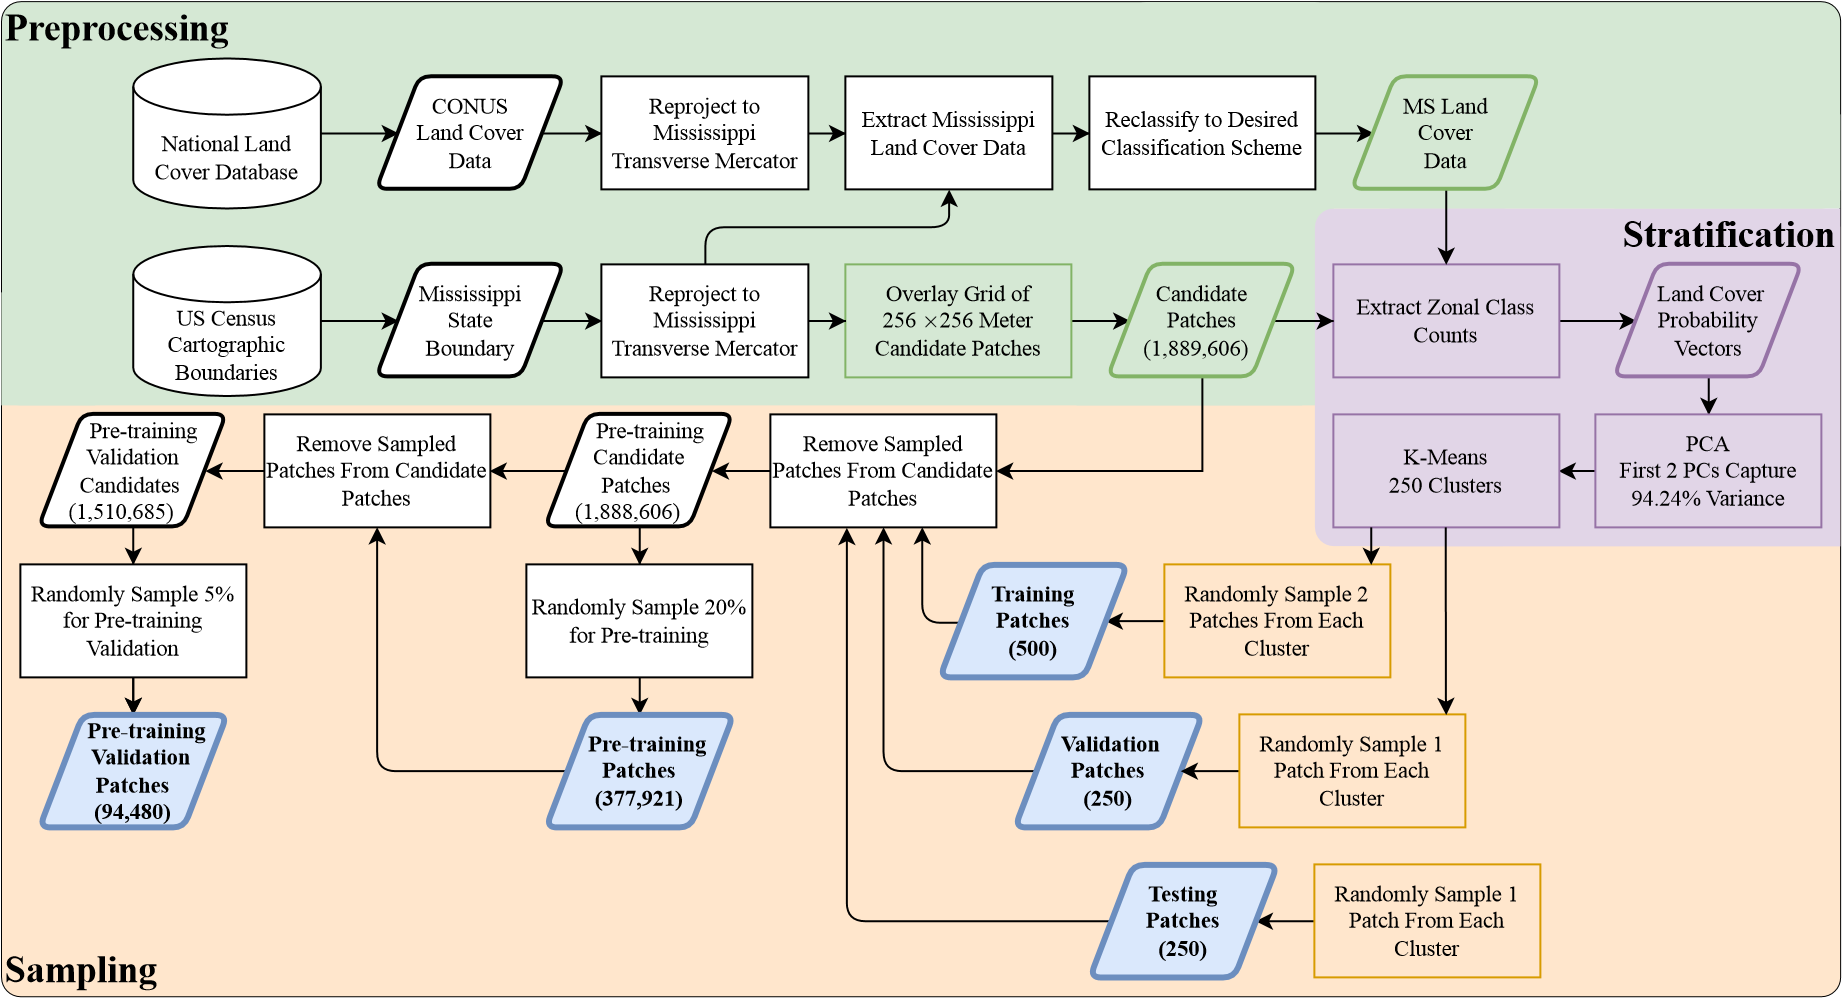 Preprocessing
National Land
Cover Database
CONUS
Land Cover
Data
Reproject to
Mississippi
Transverse Mercator
Extract Mississippi
Land Cover Data
Reclassify to Desired
Classification Scheme
MS Land
Cover
Data
Stratification
US Census
Cartographic
Boundaries
Mississippi
State
Boundary
Reproject to
Mississippi
Transverse Mercator
Overlay Grid of
256 ×256 Meter
Candidate Patches
Candidate
Patches
(1,889,606)
Extract Zonal Class
Counts
Land Cover
Probability
Vectors
Pre-training
Validation
Candidates
(1,510,685)
Remove Sampled
Patches From Candidate
Patches
Pre-training
Candidate
Patches
(1,888,606)
Remove Sampled
Patches From Candidate
Patches
K-Means
250 Clusters
PCA
First 2 PCs Capture
94.24% Variance
Randomly Sample 5%
for Pre-training
Validation
Randomly Sample 20%
for Pre-training
Training
Patches
(500)
Randomly Sample 2
Patches From Each
Cluster
Pre-training
Validation
Patches
(94,480)
Pre-training
Patches
(377,921)
Validation
Patches
(250)
Randomly Sample 1
Patch From Each
Cluster
Testing
Patches
(250)
Randomly Sample 1
Patch From Each
Cluster
Sampling